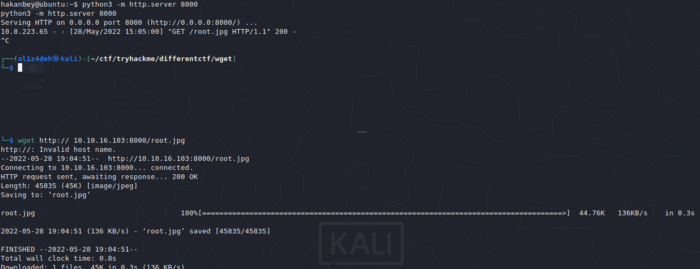 hakanbey@ubuntu:~$ python3 -m http.server 8000
python3 -m http.server 8000
Serving HTTP on 0.0.0.0 port 8000 (http://0.0.0.0:8000/) ...
10.8.223.65 - - [28/May/2022 15:05:00] "GET /root.jpg HTTP/1.1" 200 -
^C
┌──(al1z4deh㉿kali)-[~/ctf/tryhackme/differentctf/wget]
└─$
└─$ wget http:// 10.10.16.103:8000/root.jpg
http://: Invalid host name.
--2022-05-28 19:04:51-- http://10.10.16.103:8000/root.jpg
Connecting to 10.10.16.103:8000... connected.
HTTP request sent, awaiting response... 200 OK
Length: 45835 (45K) [image/jpeg]
Saving to: ‘root.jpg’
root.jpg 100%[===================================================================================>] 44.76K 136KB/s in 0.3s
2022-05-28 19:04:51 (136 KB/s) - ‘root.jpg’ saved [45835/45835]
KALI
FINISHED --2022-05-28 19:04:51--
Total wall clock time: 0.8s
Downloaded: 1 files, 45K in 0.3s (136 KB/s)